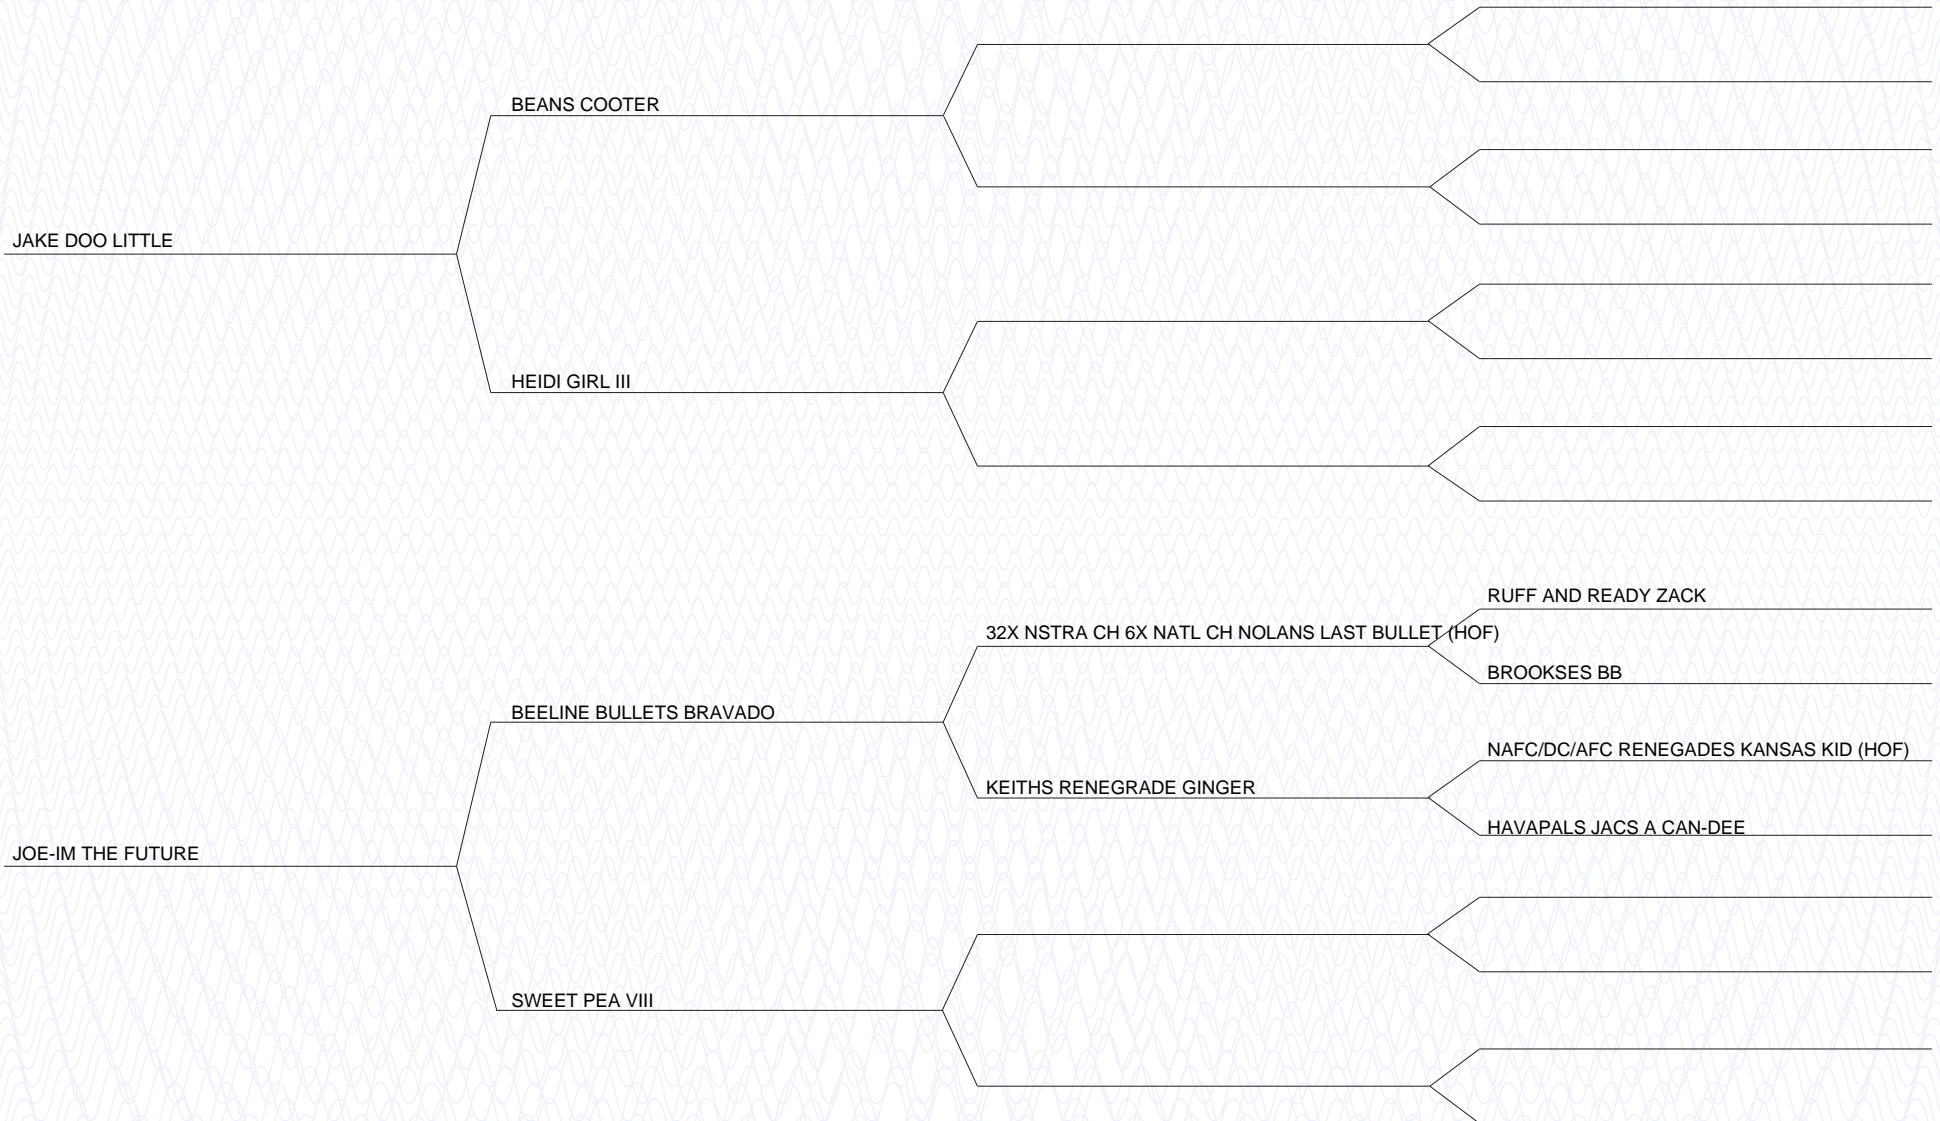 BEANS COOTER
JAKE DOO LITTLE
HEIDI GIRL III
RUFF AND READY ZACK
32X NSTRA CH 6X NATL CH NOLANS LAST BULLET (HOF)
BROOKSES BB
BEELINE BULLETS BRAVADO
NAFC/DC/AFC RENEGADES KANSAS KID (HOF)
KEITHS RENEGRADE GINGER
HAVAPALS JACS A CAN-DEE
JOE-IM THE FUTURE
SWEET PEA VIII